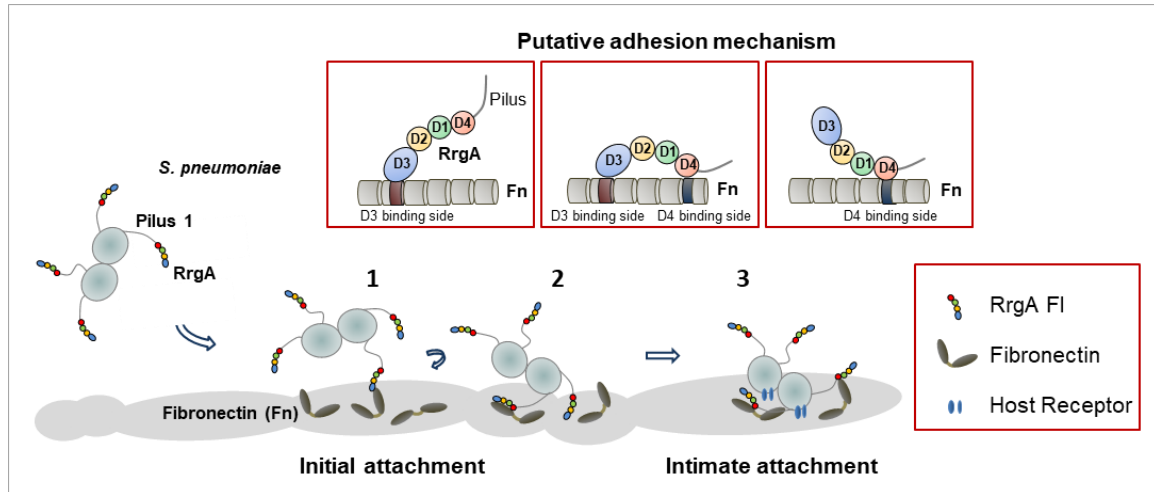 Putative adhesion mechanism
Pilus
D3
D2
D1
D4
RrgA
Fn
D3 binding side
D3
D2
D1
D4
Fn
D3 binding side
D4 binding side
D3
D2
D1
D4
Fn
D4 binding side
S. pneumoniae
Pilus 1
RrgA
1
2
3
Fibronectin (Fn)
Initial attachment
Intimate attachment
RrgA Fl
Fibronectin
Host Receptor